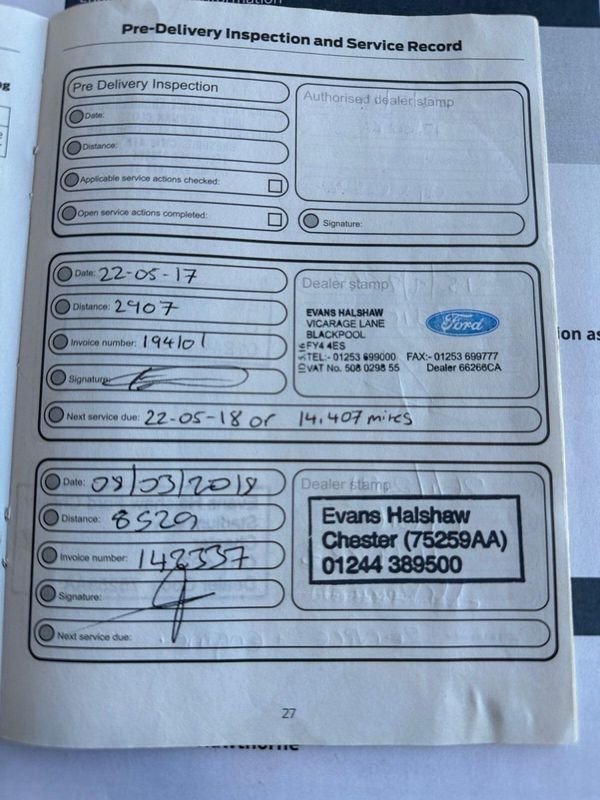 Pre-Delivery Inspection and Service Record
Pre Delivery Inspection
Date:
Distance:
Applicable service actions checked:
Open service actions completed:
Authorised dealer stamp
Signature:
Date: 22-05-17
Distance: 2907
Invoice number: 194101
Signature:
Next service due: 22-05-18 or 14,407 miles
Dealer stamp
EVANS HALSHAW
VICARAGE LANE
BLACKPOOL
FY4 4ES
TEL:- 01253 699000 FAX:- 01253 699777
VAT No. 508 0298 55 Dealer 66266CA
Ford
Date: 08/03/2018
Distance: 8529
Invoice number: 142337
Signature:
Next service due:
Dealer stamp
Evans Halshaw
Chester (75259AA)
01244 389500
27
ion as